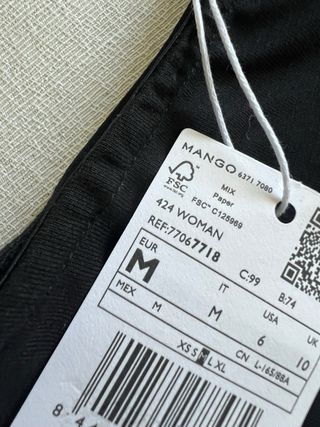 MANGO 6371 7080
FSC
MIX
Paper
FSC® C125969
424 WOMAN
REF:77067718
C:99
B:74
EUR
IT
USA
UK
M
M
6
10
MEX
M
CN
L-165/88A
XS S M L XL